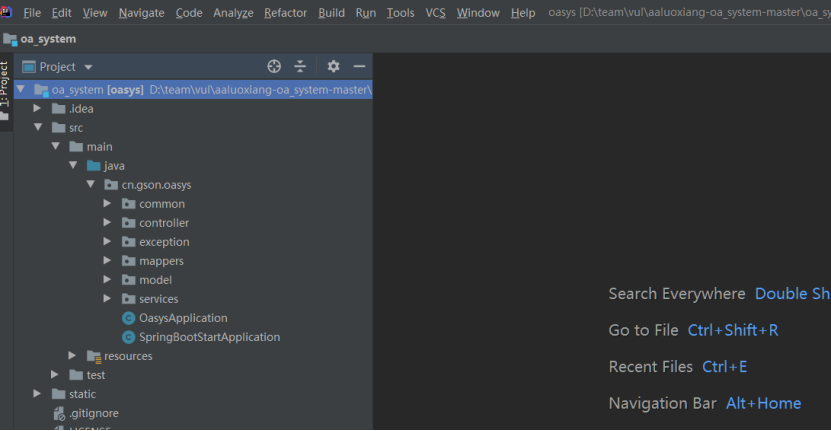 File Edit View Navigate Code Analyze Refactor Build Run Tools VCS Window Help oasys [D:\team\vul\aaluoxiang-oa_system-master\oa_sy
oa_system
1: Project
Project
oa_system [oasys] D:\team\vul\aaluoxiang-oa_system-master\
.idea
src
main
java
cn.gson.oasys
common
controller
exception
mappers
model
services
OasysApplication
SpringBootStartApplication
resources
test
static
.gitignore
LICENSE
Search Everywhere Double Sh
Go to File Ctrl+Shift+R
Recent Files Ctrl+E
Navigation Bar Alt+Home